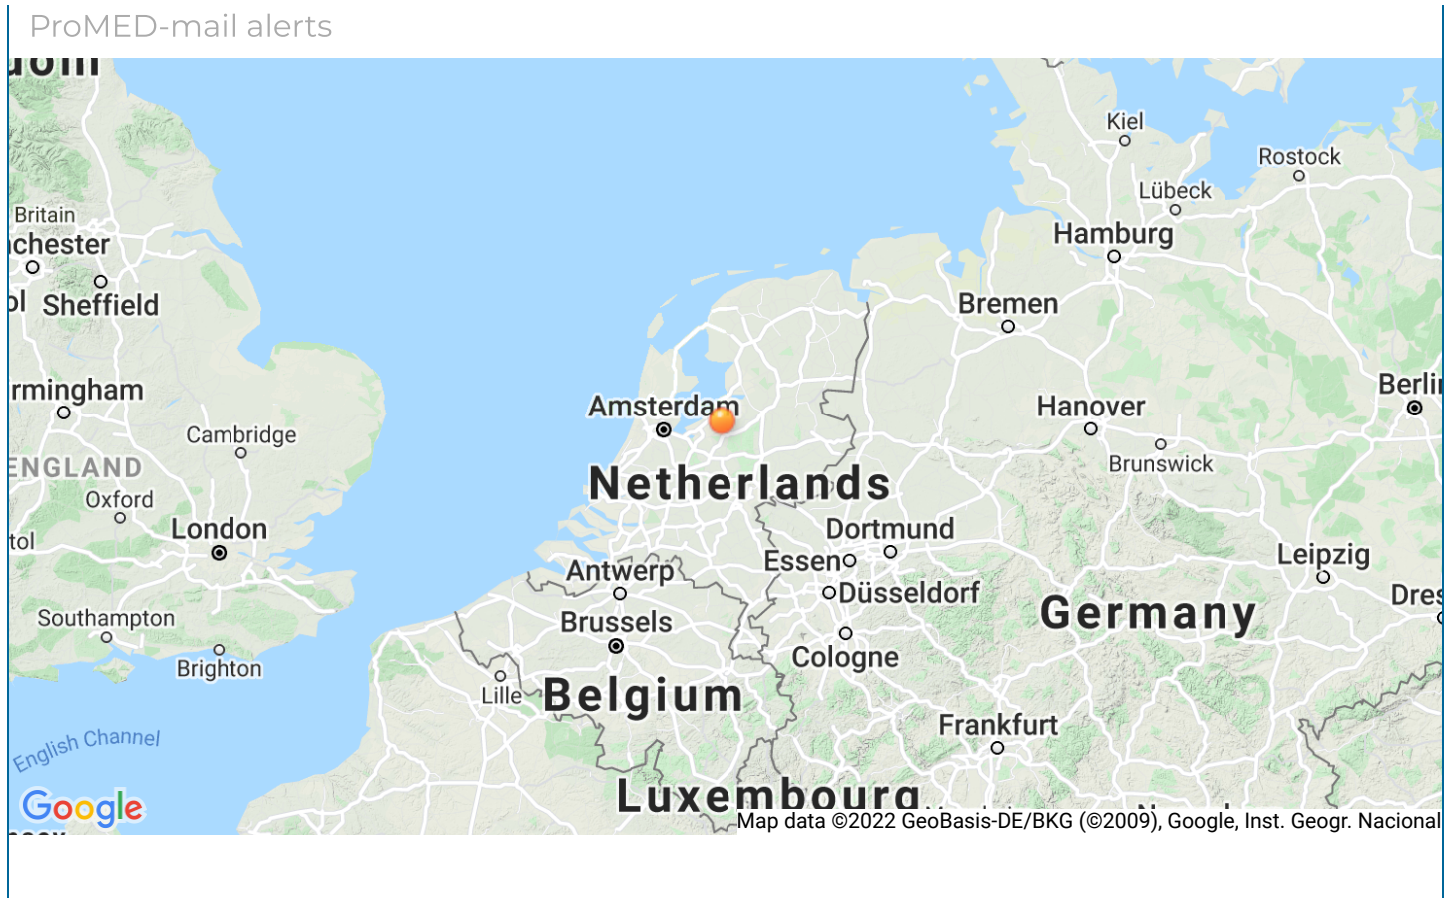 ProMED-mail alerts
Kiel
Rostock
Lübeck
Britain
Hamburg
Sheffield
Bremen
Amsterdam
Hanover
Cambridge
ENGLAND
Brunswick
Netherlands
Oxford
London
Dortmund
Essen
Leipzig
Antwerp
Düsseldorf
Germany
Southampton
Brussels
Cologne
Brighton
Lille
Belgium
Frankfurt
English Channel
Luxembourg
Google
Map data ©2022 GeoBasis-DE/BKG (©2009), Google, Inst. Geogr. Nacional